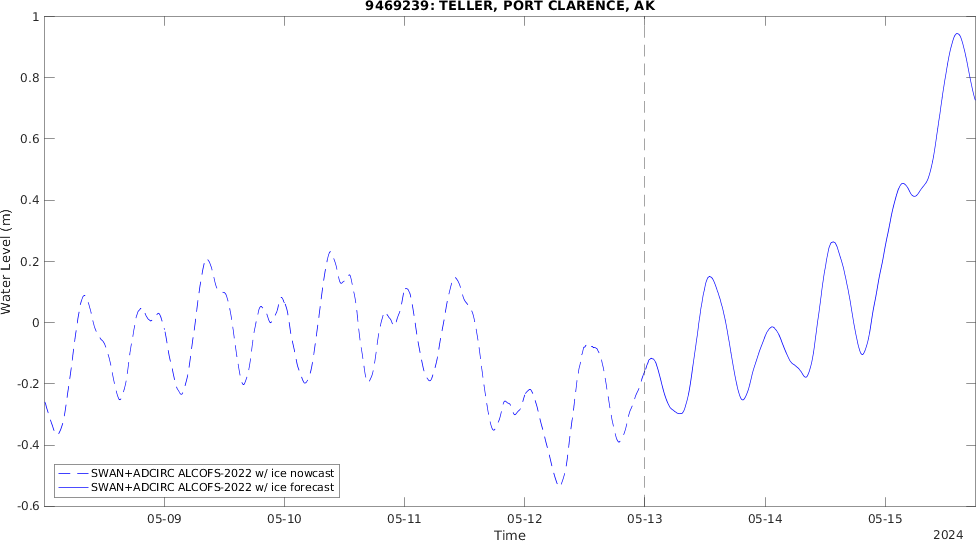 9469239: TELLER, PORT CLARENCE, AK
1
0.8
0.6
0.4
0.2
0
-0.2
-0.4
-0.6
Water Level (m)
SWAN+ADCIRC ALCOFS-2022 w/ ice nowcast
SWAN+ADCIRC ALCOFS-2022 w/ ice forecast
05-09 05-10 05-11 05-12 05-13 05-14 05-15
Time
2024